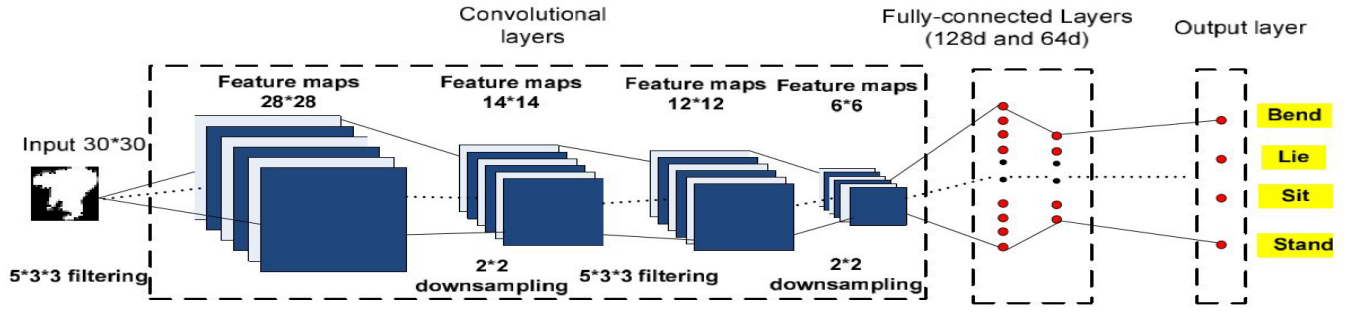 Convolutional
layers
Fully-connected Layers
(128d and 64d)
Output layer
Feature maps
28*28
Feature maps
14*14
Feature maps
12*12
Feature maps
6*6
Input 30*30
Bend
Lie
Sit
Stand
5*3*3 filtering
2*2
downsampling
5*3*3 filtering
2*2
downsampling